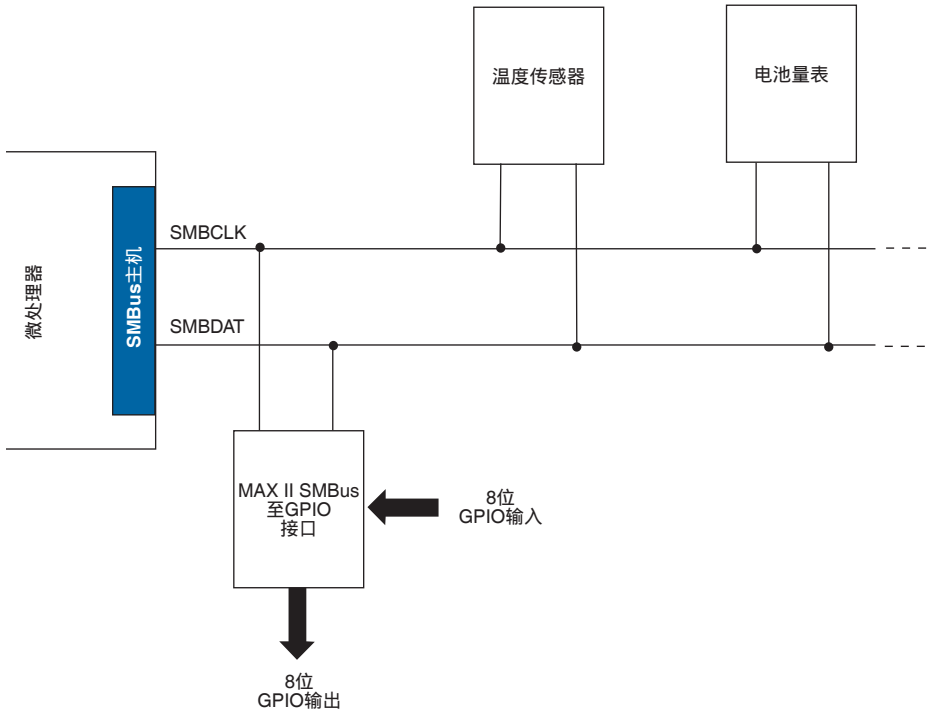 温度传感器
电池量表
微处理器
SMBus主机
SMBCLK
SMBDAT
MAX II SMBus
至GPIO
接口
8位
GPIO输入
8位
GPIO输出